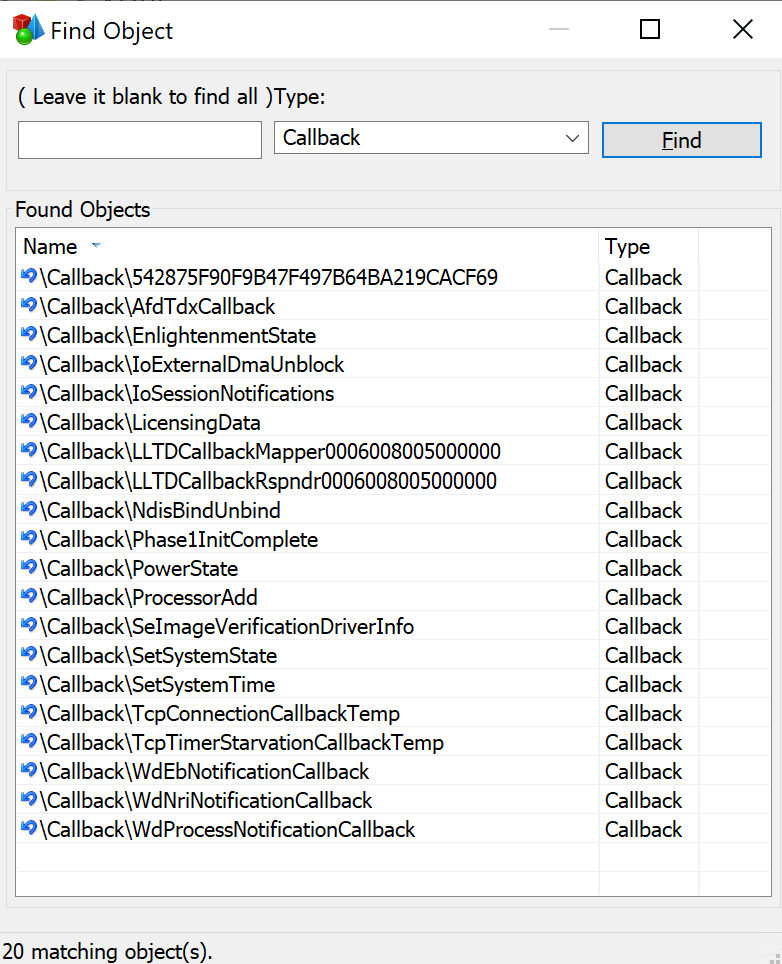 Find Object
( Leave it blank to find all ) Type:
Callback Find
Found Objects
Name Type
\Callback\542875F90F9B47F497B64BA219CACF69 Callback
\Callback\AfdTdxCallback Callback
\Callback\EnlightenmentState Callback
\Callback\IoExternalDmaUnblock Callback
\Callback\IoSessionNotifications Callback
\Callback\LicensingData Callback
\Callback\LLTDCallbackMapper0006008005000000 Callback
\Callback\LLTDCallbackRspndr0006008005000000 Callback
\Callback\NdisBindUnbind Callback
\Callback\Phase1InitComplete Callback
\Callback\PowerState Callback
\Callback\ProcessorAdd Callback
\Callback\SeImageVerificationDriverInfo Callback
\Callback\SetSystemState Callback
\Callback\SetSystemTime Callback
\Callback\TcpConnectionCallbackTemp Callback
\Callback\TcpTimerStarvationCallbackTemp Callback
\Callback\WdEbNotificationCallback Callback
\Callback\WdNriNotificationCallback Callback
\Callback\WdProcessNotificationCallback Callback
20 matching object(s).